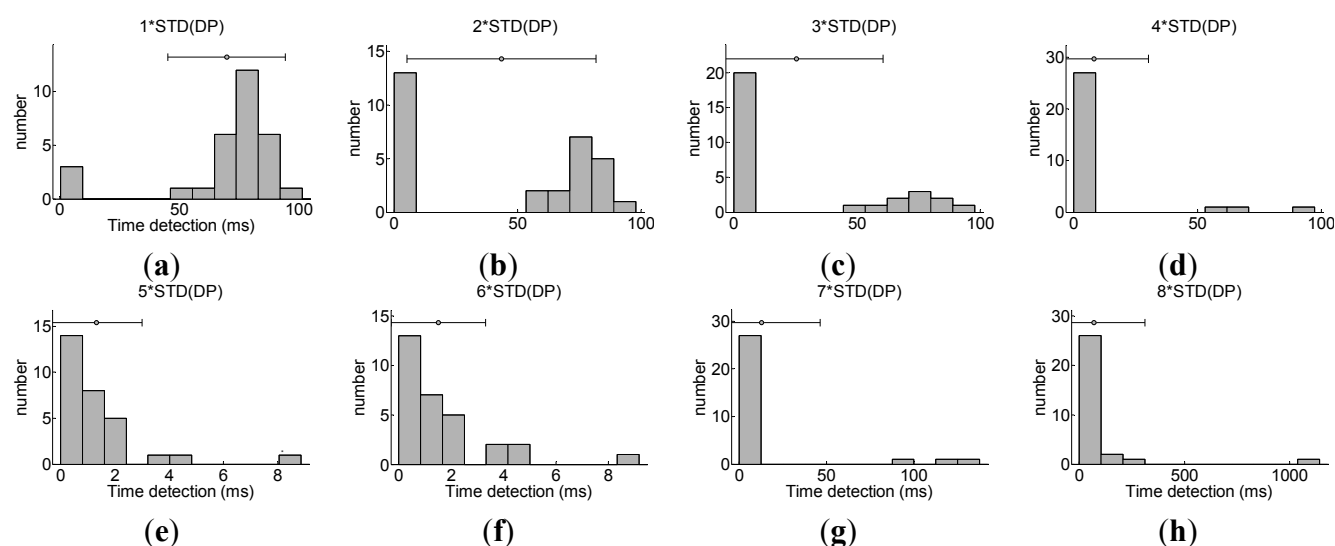 1*STD(DP)
number
10
5
0
0 50 100
Time detection (ms)
(a)
2*STD(DP)
number
15
10
5
0
0 50 100
(b)
3*STD(DP)
number
20
10
0
0 50 100
(c)
4*STD(DP)
number
30
20
10
0
0 50 100
(d)
5*STD(DP)
number
15
10
5
0
0 2 4 6 8
Time detection (ms)
(e)
6*STD(DP)
number
15
10
5
0
0 2 4 6 8
Time detection (ms)
(f)
7*STD(DP)
number
30
20
10
0
0 50 100
Time detection (ms)
(g)
8*STD(DP)
number
30
20
10
0
0 500 1000
Time detection (ms)
(h)